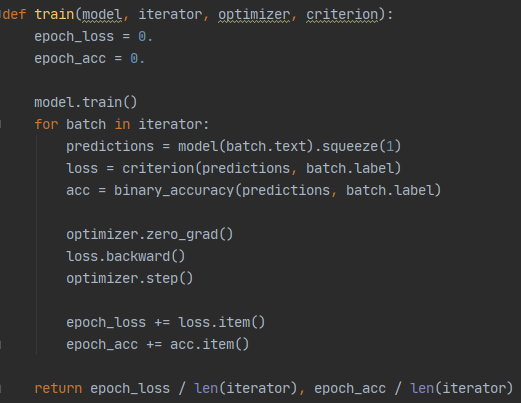 def train(model, iterator, optimizer, criterion):
    epoch_loss = 0.
    epoch_acc = 0.

    model.train()
    for batch in iterator:
        predictions = model(batch.text).squeeze(1)
        loss = criterion(predictions, batch.label)
        acc = binary_accuracy(predictions, batch.label)

        optimizer.zero_grad()
        loss.backward()
        optimizer.step()

        epoch_loss += loss.item()
        epoch_acc += acc.item()

    return epoch_loss / len(iterator), epoch_acc / len(iterator)